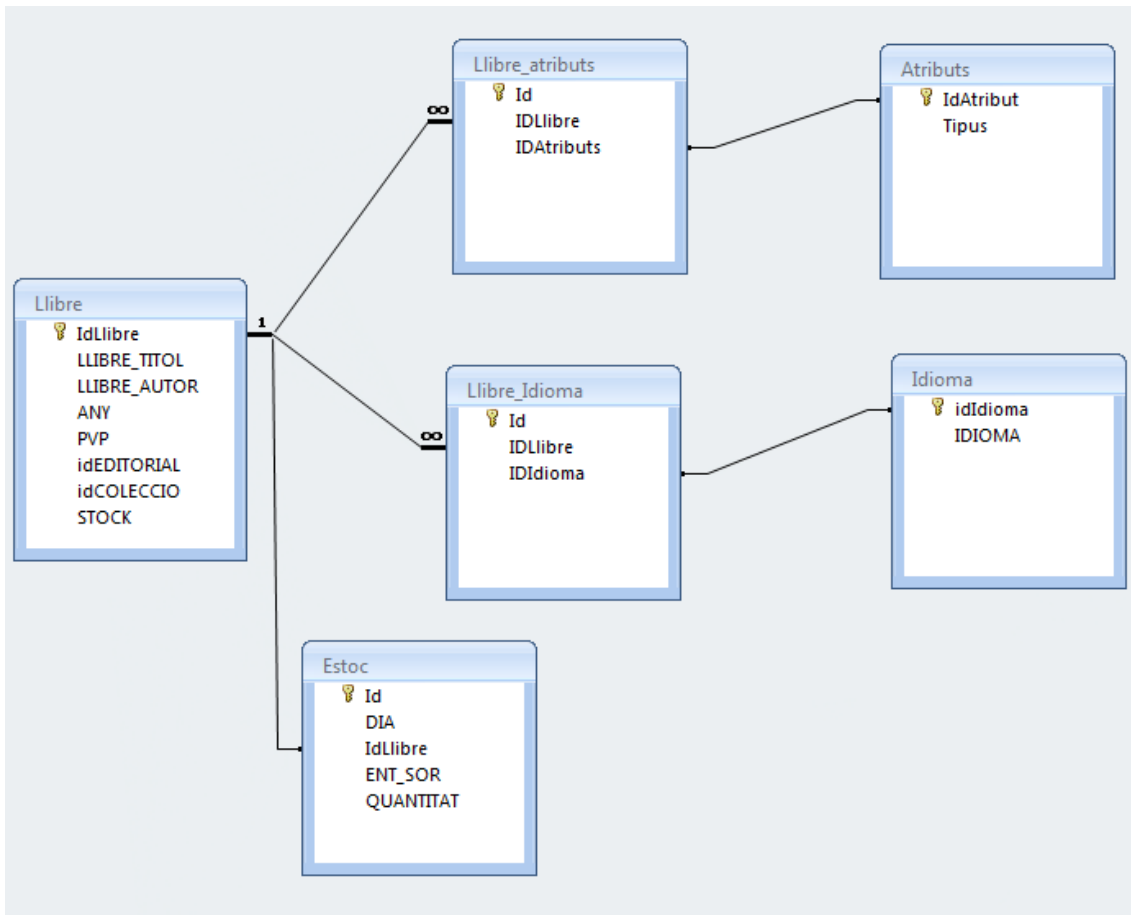 Llibre_atributs
Id
IDLlibre
IDAtributs
Atributs
IdAtribut
Tipus
∞
Llibre
IdLlibre
LLIBRE_TITOL
LLIBRE_AUTOR
ANY
PVP
idEDITORIAL
idCOLECCIO
STOCK
1
Llibre_Idioma
Id
IDLlibre
IDIdioma
∞
Idioma
idIdioma
IDIOMA
Estoc
Id
DIA
IdLlibre
ENT_SOR
QUANTITAT